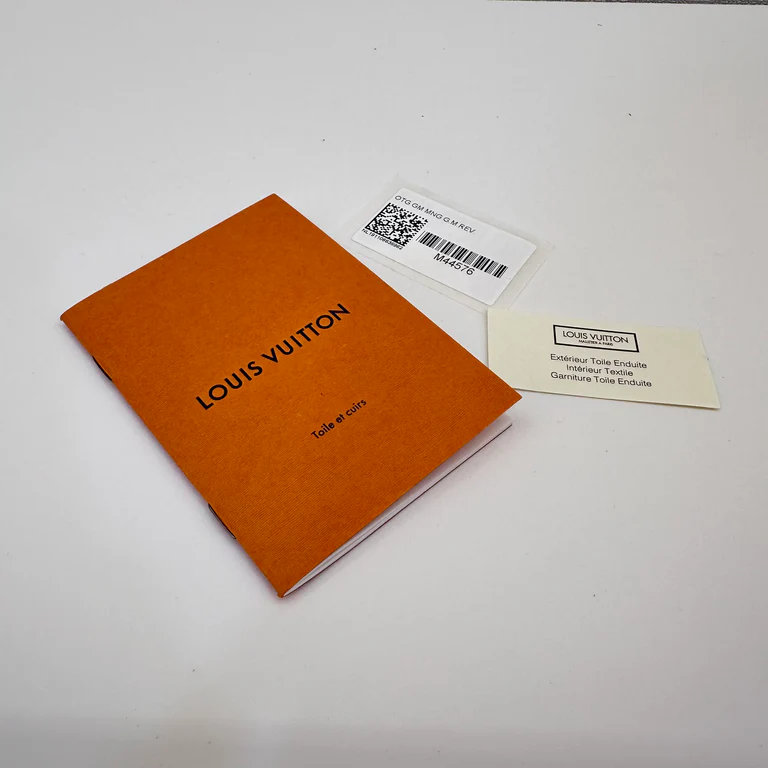 LOUIS VUITTON
Toile et cuirs
OTG GM MNG G.M REV
M44576
LOUIS VUITTON
MALLETIER À PARIS
Extérieur Toile Enduite
Intérieur Textile
Garniture Toile Enduite